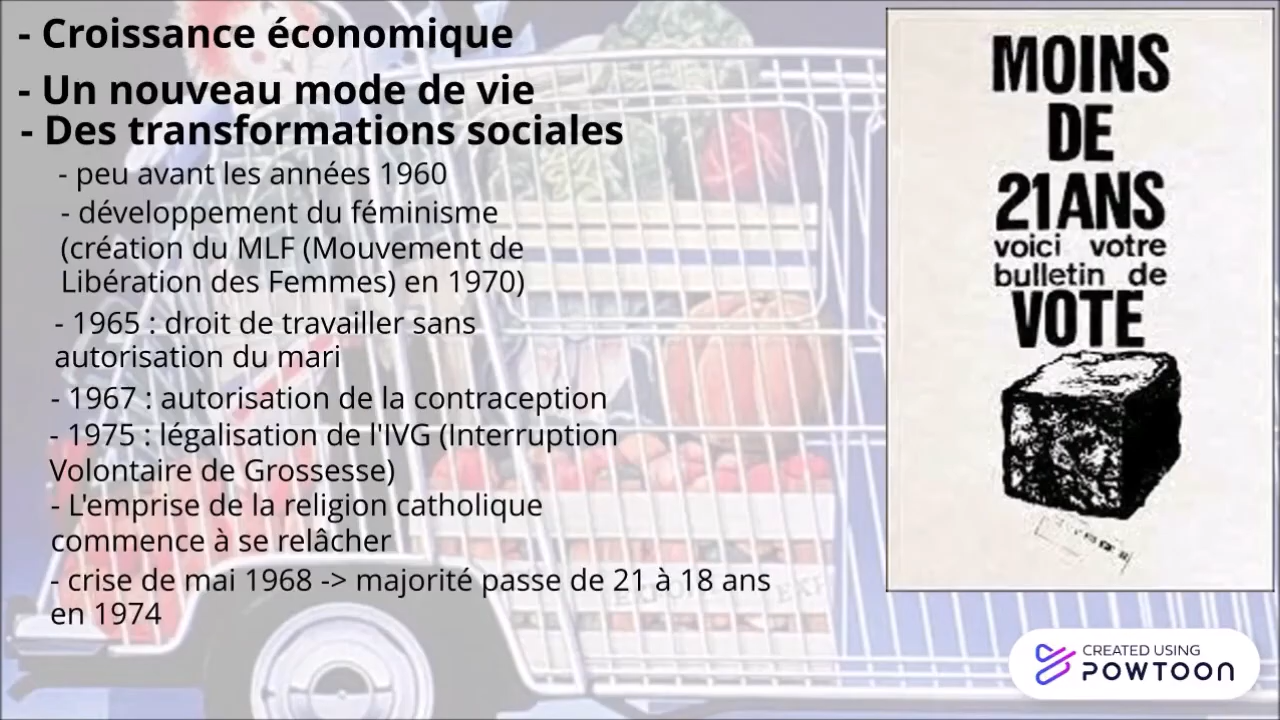 - Croissance économique
- Un nouveau mode de vie
- Des transformations sociales
- peu avant les années 1960
- développement du féminisme
(création du MLF (Mouvement de
Libération des Femmes) en 1970)
- 1965 : droit de travailler sans
autorisation du mari
- 1967 : autorisation de la contraception
- 1975 : légalisation de l'IVG (Interruption
Volontaire de Grossesse)
- L'emprise de la religion catholique
commence à se relâcher
- crise de mai 1968 -> majorité passe de 21 à 18 ans
en 1974
MOINS
DE
21 ANS
voici votre
bulletin de
VOTE
CREATED USING
POWTOON